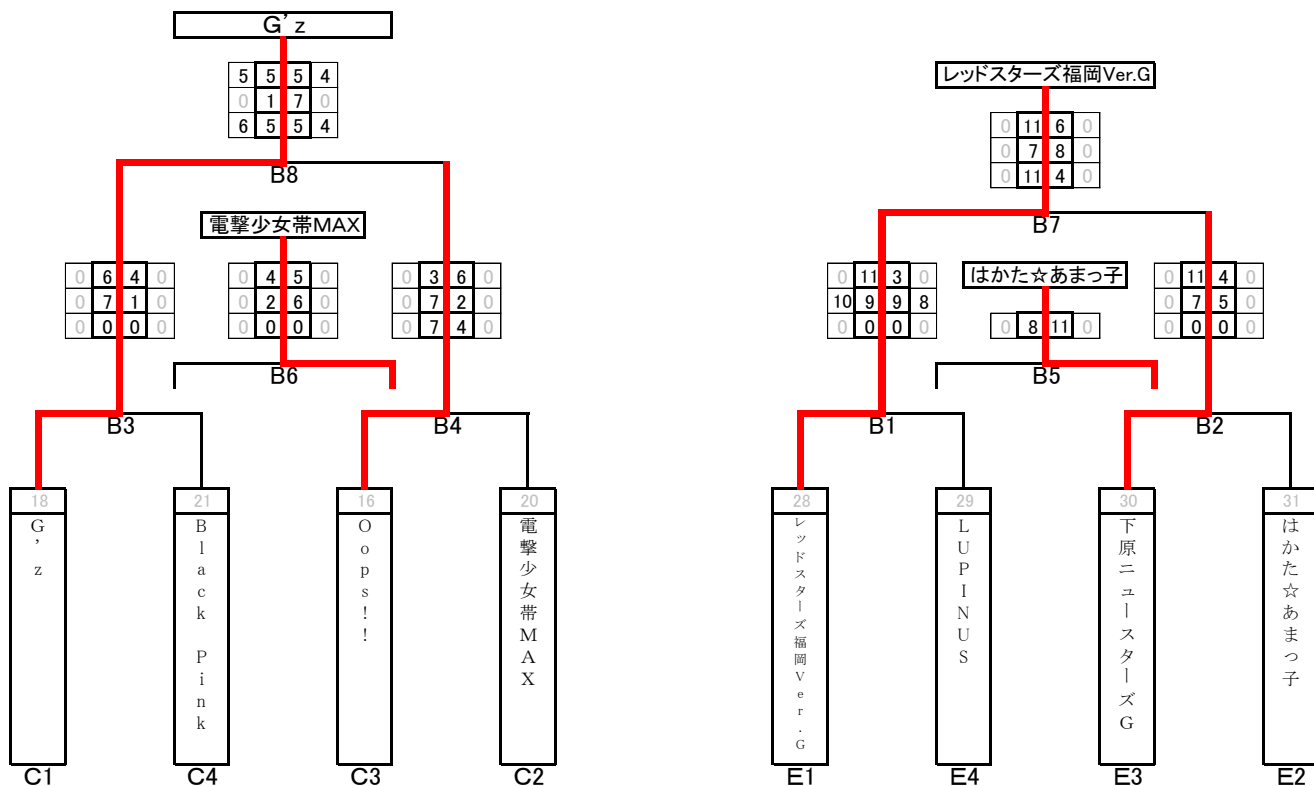 G'z
5 5 5 4
0 1 7 0
6 5 5 4
B8
電撃少女帯MAX
0 6 4 0
0 7 1 0
0 0 0 0
0 4 5 0
0 2 6 0
0 0 0 0
0 3 6 0
0 7 2 0
0 7 4 0
B6
B3
B4
18
G'z
C1
21
Black Pink
C4
16
Oops!!
C3
20
電撃少女帯MAX
C2
レッドスターズ福岡Ver.G
0 11 6 0
0 7 8 0
0 11 4 0
B7
はかた☆あまっ子
0 11 3 0
10 9 9 8
0 0 0 0
0 8 11 0
0 11 4 0
0 7 5 0
0 0 0 0
B5
B1
B2
28
レッドスターズ福岡Ver.G
E1
29
LUPINUS
E4
30
下原ニュースターズG
E3
31
はかた☆あまっ子
E2